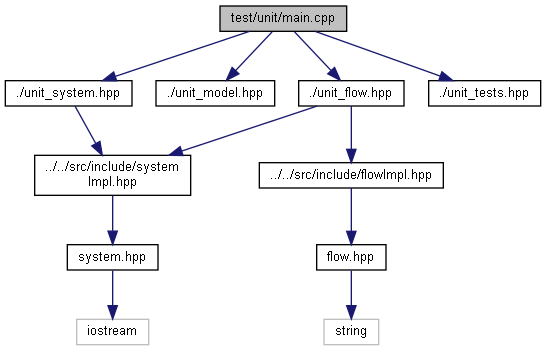 test/unit/main.cpp
./unit_system.hpp
./unit_model.hpp
./unit_flow.hpp
./unit_tests.hpp
../../src/include/system
Impl.hpp
../../src/include/flowImpl.hpp
system.hpp
flow.hpp
iostream
string